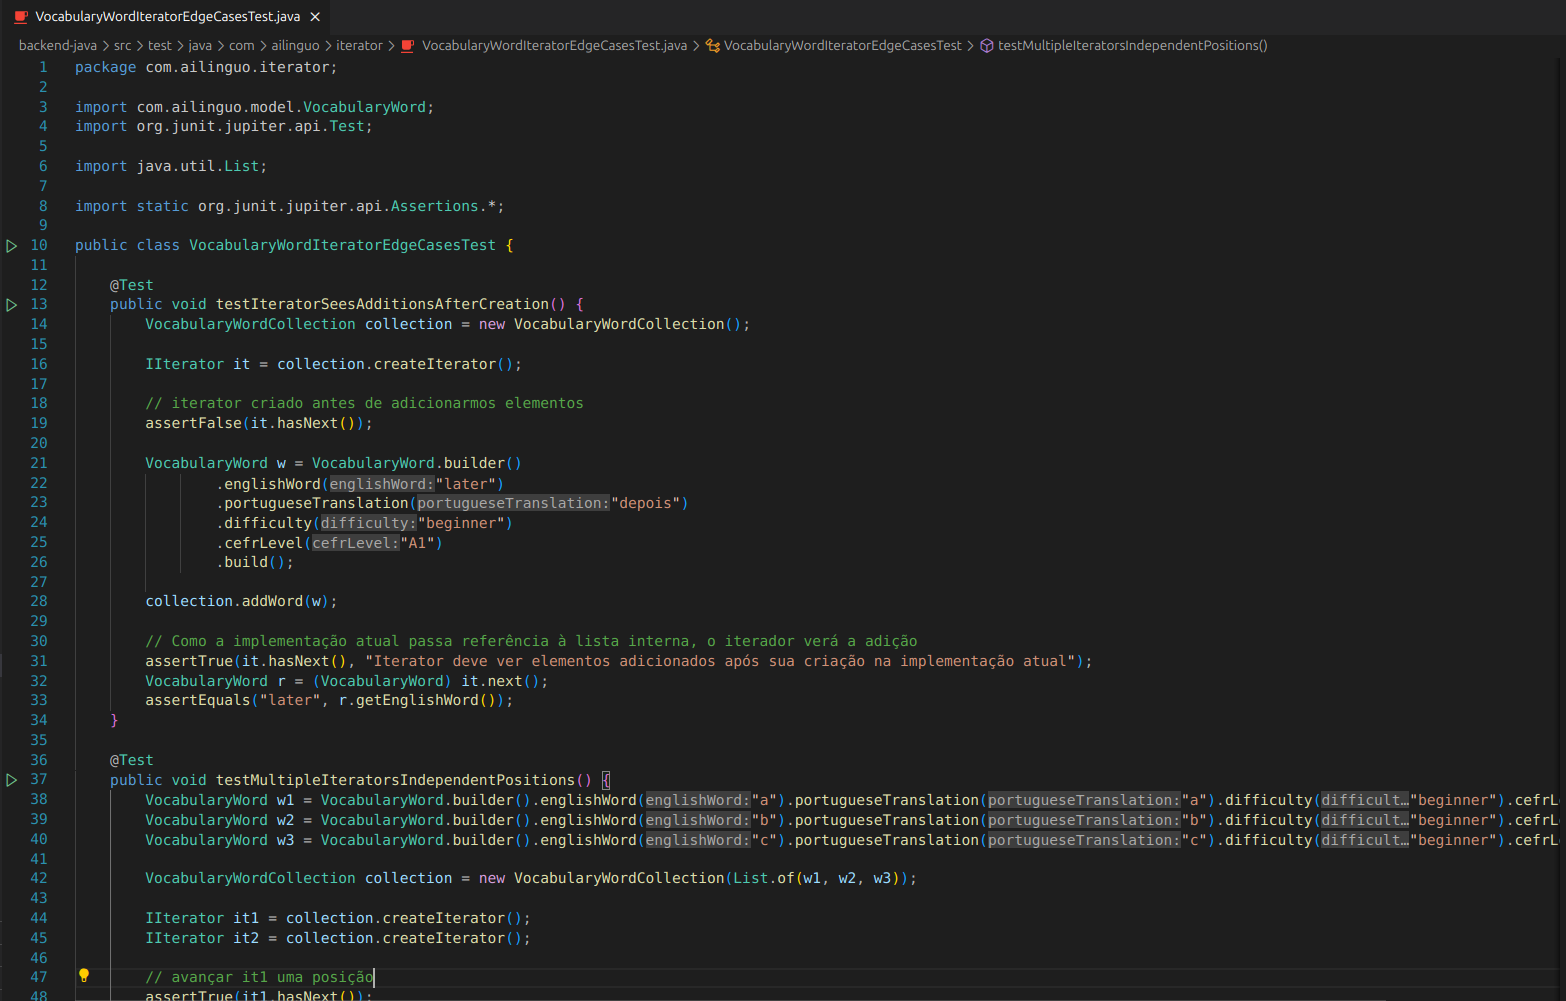 VocabularyWordIteratorEdgeCasesTest.java ×
backend-java > src > test > java > com > ailinguo > iterator > VocabularyWordIteratorEdgeCasesTest.java > VocabularyWordIteratorEdgeCasesTest > testMultipleIteratorsIndependentPositions()
1 package com.ailinguo.iterator;
2
3 import com.ailinguo.model.VocabularyWord;
4 import org.junit.jupiter.api.Test;
5
6 import java.util.List;
7
8 import static org.junit.jupiter.api.Assertions.*;
9
10 public class VocabularyWordIteratorEdgeCasesTest {
11
12 @Test
13 public void testIteratorSeesAdditionsAfterCreation() {
14 VocabularyWordCollection collection = new VocabularyWordCollection();
15
16 IIterator it = collection.createIterator();
17
18 // iterator criado antes de adicionarmos elementos
19 assertFalse(it.hasNext());
20
21 VocabularyWord w = VocabularyWord.builder()
22 .englishWord(englishWord:"later")
23 .portugueseTranslation(portugueseTranslation:"depois")
24 .difficulty(difficulty:"beginner")
25 .cefrLevel(cefrLevel:"A1")
26 .build();
27
28 collection.addWord(w);
29
30 // Como a implementação atual passa referência à lista interna, o iterador verá a adição
31 assertTrue(it.hasNext(), "Iterator deve ver elementos adicionados após sua criação na implementação atual");
32 VocabularyWord r = (VocabularyWord) it.next();
33 assertEquals("later", r.getEnglishWord());
34 }
35
36 @Test
37 public void testMultipleIteratorsIndependentPositions() {
38 VocabularyWord w1 = VocabularyWord.builder().englishWord(englishWord:"a").portugueseTranslation(portugueseTranslation:"a").difficulty(difficult…"beginner").cefrL
39 VocabularyWord w2 = VocabularyWord.builder().englishWord(englishWord:"b").portugueseTranslation(portugueseTranslation:"b").difficulty(difficult…"beginner").cefrL
40 VocabularyWord w3 = VocabularyWord.builder().englishWord(englishWord:"c").portugueseTranslation(portugueseTranslation:"c").difficulty(difficult…"beginner").cefrL
41
42 VocabularyWordCollection collection = new VocabularyWordCollection(List.of(w1, w2, w3));
43
44 IIterator it1 = collection.createIterator();
45 IIterator it2 = collection.createIterator();
46
47 // avançar it1 uma posição
48 assertTrue(it1.hasNext());